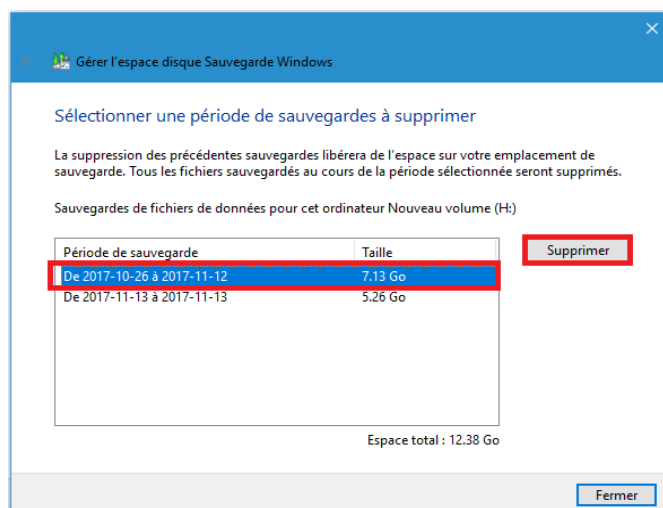 Gérer l'espace disque Sauvegarde Windows
Sélectionner une période de sauvegardes à supprimer
La suppression des précédentes sauvegardes libérera de l'espace sur votre emplacement de
sauvegarde. Tous les fichiers sauvegardés au cours de la période sélectionnée seront supprimés.
Sauvegardes de fichiers de données pour cet ordinateur Nouveau volume (H:)
Période de sauvegarde Taille Supprimer
De 2017-10-26 à 2017-11-12 7.13 Go
De 2017-11-13 à 2017-11-13 5.26 Go
Espace total : 12.38 Go
Fermer